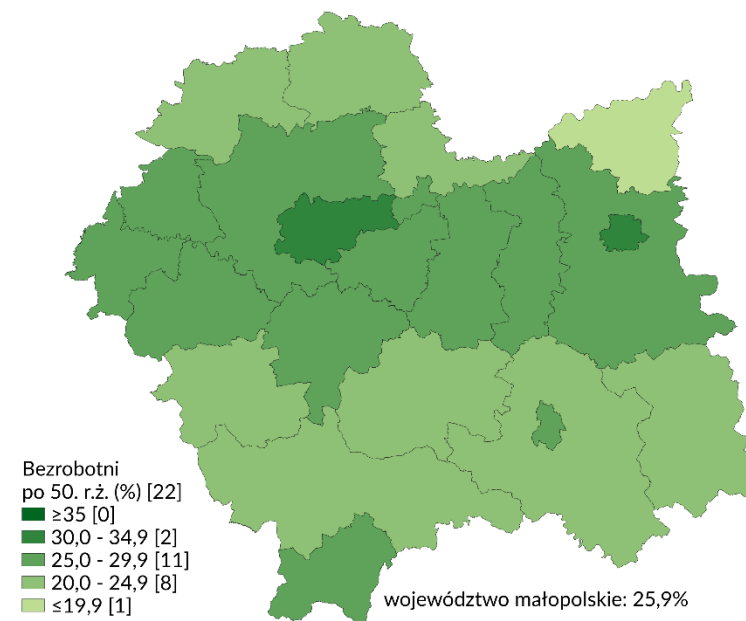 Bezrobotni
po 50. r.ż. (%) [22]
≥35 [0]
30,0 - 34,9 [2]
25,0 - 29,9 [11]
20,0 - 24,9 [8]
≤19,9 [1]
województwo małopolskie: 25,9%